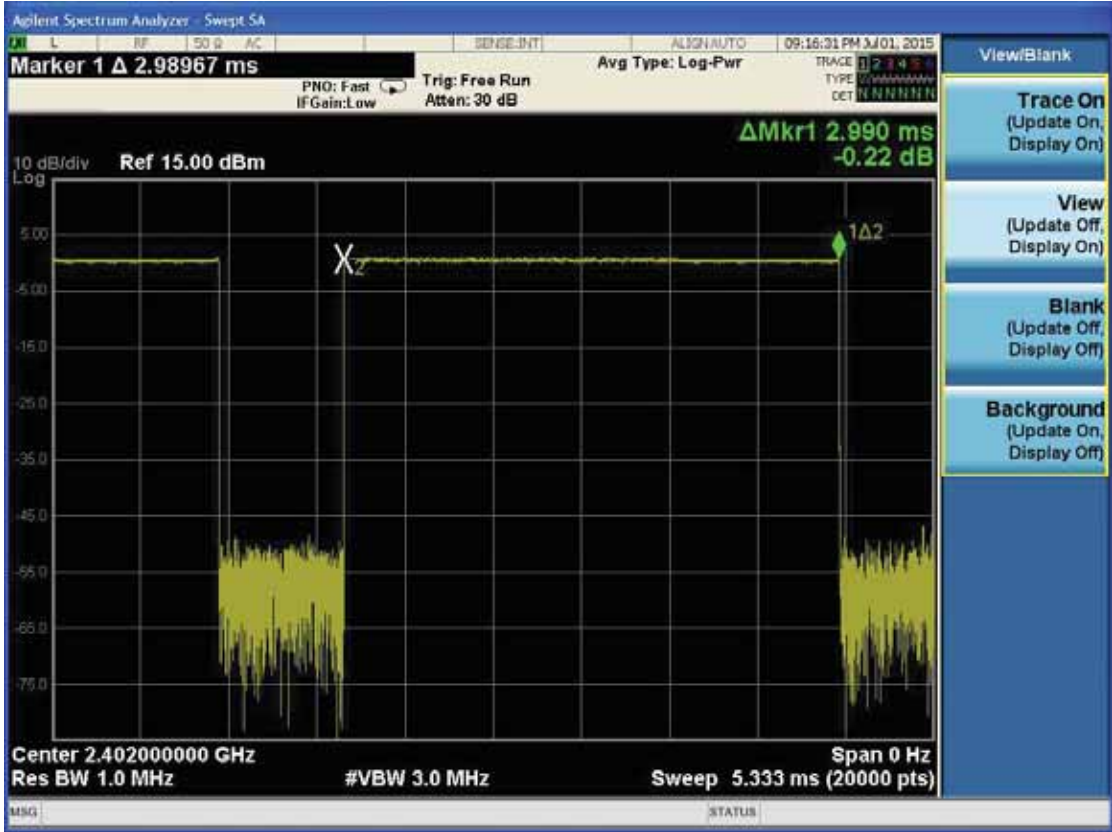 Agilent Spectrum Analyzer - Swept SA
L RF 50 Ω AC SENSE:INT ALIGN AUTO 09:16:31 PM Jul 01, 2015
Marker 1 Δ 2.98967 ms
PNO: Fast
IFGain:Low
Trig: Free Run
Atten: 30 dB
Avg Type: Log-Pwr
TRACE 1 2 3 4 5 6
TYPE
DET N N N N N N
View/Blank
Trace On
(Update On,
Display On)
View
(Update Off,
Display On)
Blank
(Update Off,
Display Off)
Background
(Update On,
Display Off)
ΔMkr1 2.990 ms
-0.22 dB
10 dB/div Ref 15.00 dBm
Log
5.00
-5.00
-15.0
-25.0
-35.0
-45.0
-55.0
-65.0
-75.0
X2
1Δ2
Center 2.402000000 GHz Span 0 Hz
Res BW 1.0 MHz #VBW 3.0 MHz Sweep 5.333 ms (20000 pts)
MSG STATUS